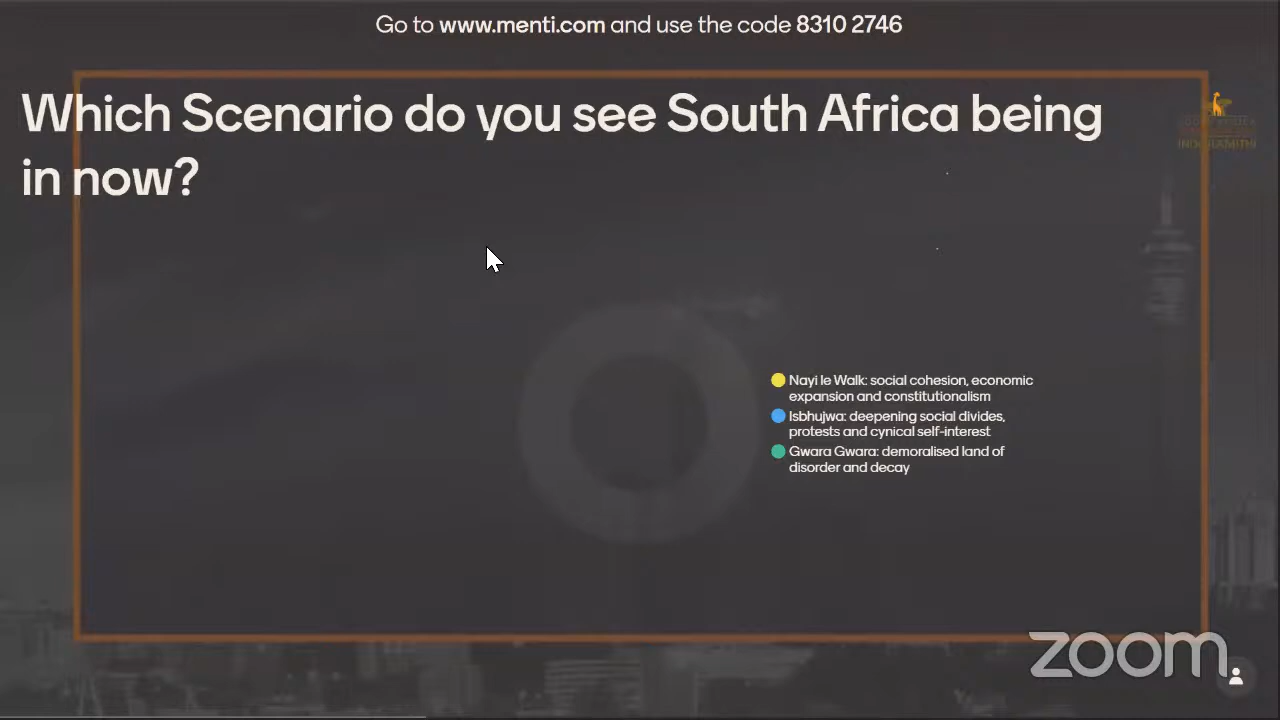 Go to www.menti.com and use the code 8310 2746
Which Scenario do you see South Africa being
in now?
Nayi le Walk: social cohesion, economic
expansion and constitutionalism
Isbhujwa: deepening social divides,
protests and cynical self-interest
Gwara Gwara: demoralised land of
disorder and decay
zoom